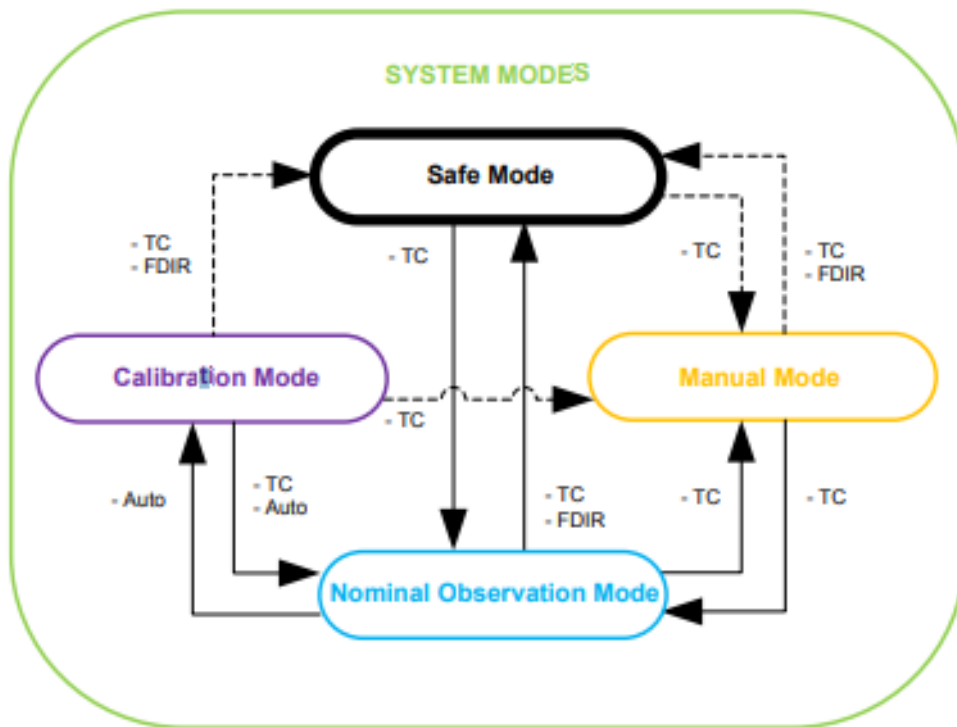 SYSTEM MODES
Safe Mode
- TC
- FDIR
- TC
- TC
- TC
- FDIR
Calibration Mode
Manual Mode
- TC
- Auto
- TC
- Auto
- TC
- FDIR
- TC
- TC
Nominal Observation Mode